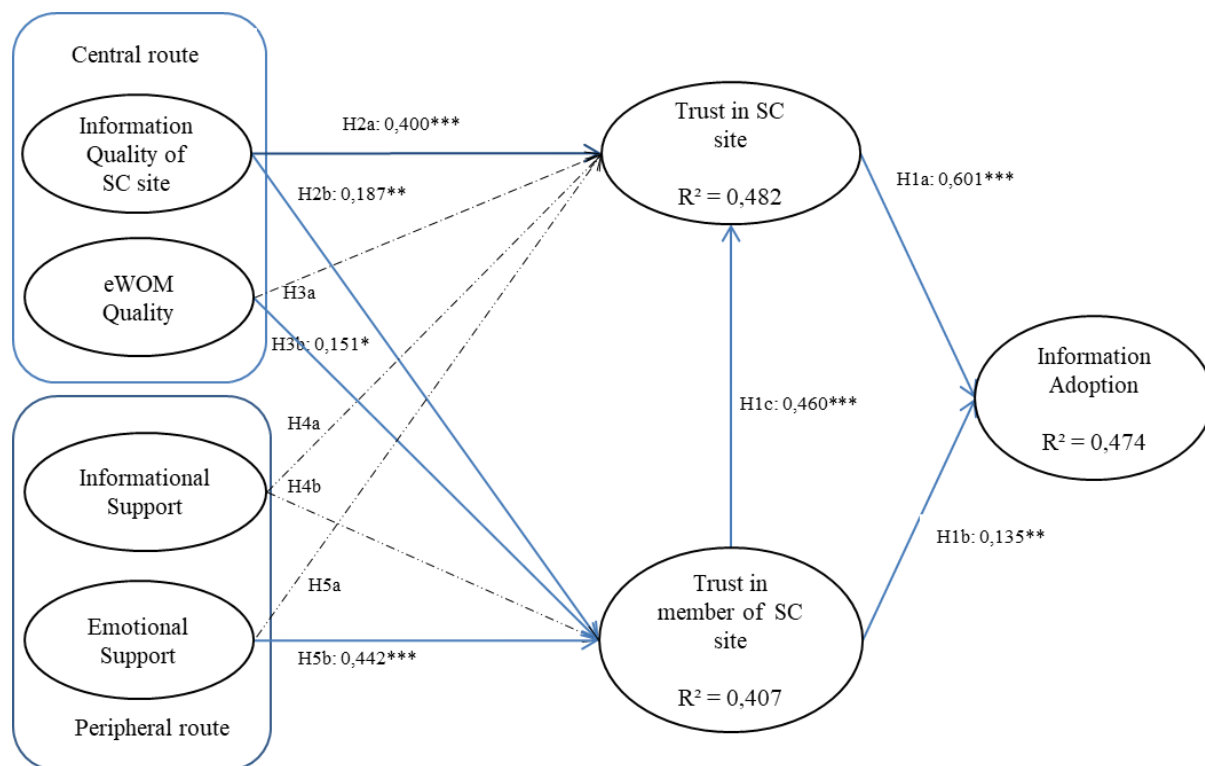 Central route
Information
Quality of
SC site
eWOM
Quality
Informational
Support
Emotional
Support
Peripheral route
H2a: 0,400***
H2b: 0,187**
H3a
H3b: 0,151*
H4a
H4b
H5a
H5b: 0,442***
Trust in SC
site
R² = 0,482
H1c: 0,460***
Trust in
member of SC
site
R² = 0,407
H1a: 0,601***
H1b: 0,135**
Information
Adoption
R² = 0,474